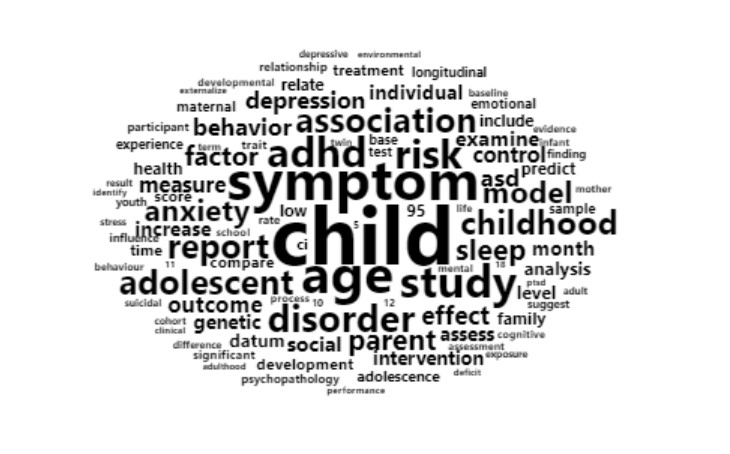 depressive environmental
relationship treatment longitudinal
developmental relate individual baseline
externalize
maternal depression emotional
participant behavior association include evidence
experience term trait twin base examine infant
factor adhd test risk control finding
health symptom asd predict
result measure model mother
identify youth score
anxiety low child 95 life childhood sample
stress increase rate 5
influence school
time report ci sleep month
behaviour 11 compare age mental 18 analysis
adolescent study ptsd adult
level
suicidal outcome process 10 12 suggest
cohort genetic disorder effect family
clinical
difference datum social parent assess cognitive
assessment
significant intervention exposure
adulthood development
psychopathology adolescence deficit
performance